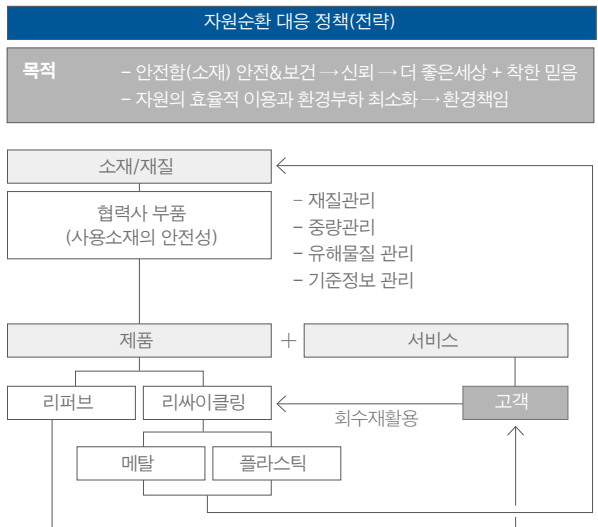 자원순환 대응 정책(전략)
목적
– 안전함(소재) 안전&보건 → 신뢰 → 더 좋은세상 + 착한 믿음
– 자원의 효율적 이용과 환경부하 최소화 → 환경책임
소재/재질
협력사 부품
(사용소재의 안전성)
– 재질관리
– 중량관리
– 유해물질 관리
– 기준정보 관리
제품 + 서비스
리퍼브
리싸이클링
회수재활용
고객
메탈
플라스틱